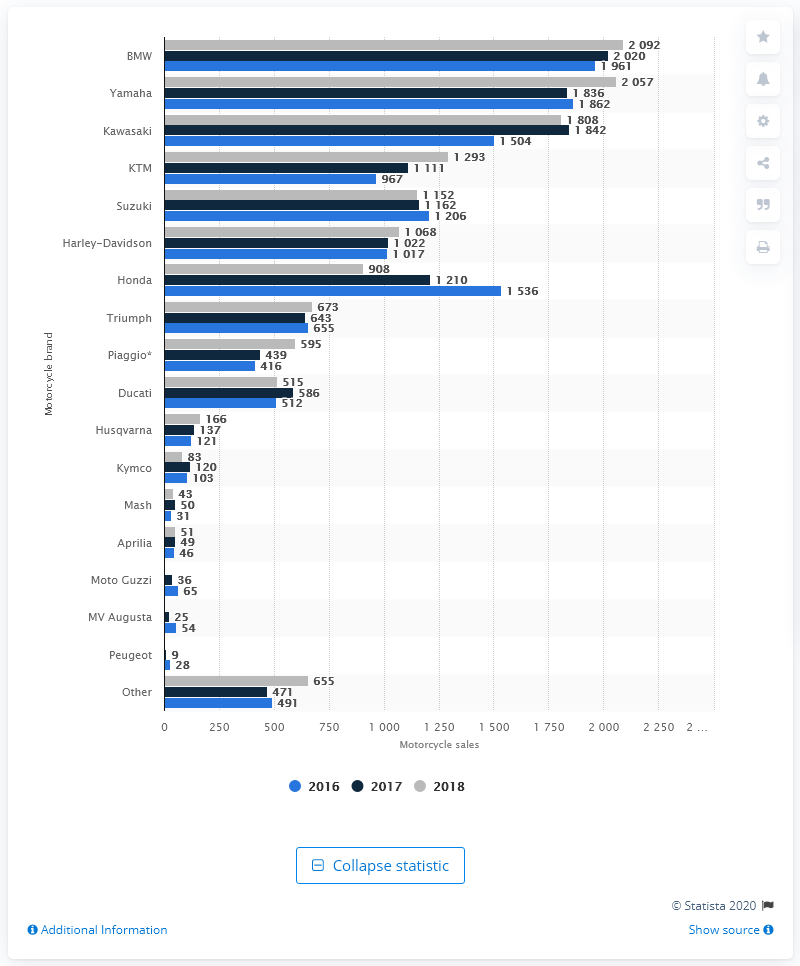 BMW
2 092
2 020
1 961
Yamaha
2 057
1 836
1 862
Kawasaki
1 808
1 842
1 504
KTM
1 293
1 111
967
Suzuki
1 152
1 162
1 206
Harley-Davidson
1 068
1 022
1 017
Honda
908
1 210
1 536
Triumph
673
643
655
Piaggio*
595
439
416
Ducati
515
586
512
Husqvarna
166
137
121
Kymco
83
120
103
Mash
43
50
31
Aprilia
51
49
46
Moto Guzzi
36
65
MV Augusta
25
54
Peugeot
9
28
Other
655
471
491
Motorcycle brand
0 250 500 750 1 000 1 250 1 500 1 750 2 000 2 250 2 ...
Motorcycle sales
2016 2017 2018
Collapse statistic
© Statista 2020
Additional Information
Show source